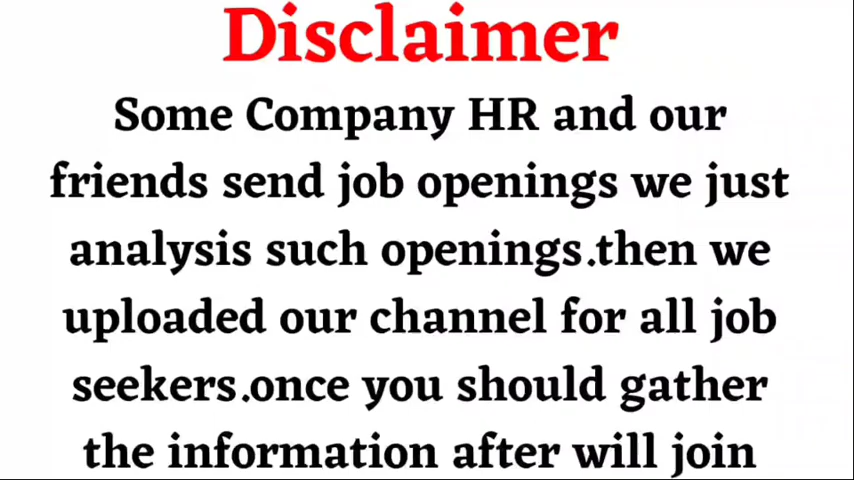 Disclaimer
Some Company HR and our
friends send job openings we just
analysis such openings.then we
uploaded our channel for all job
seekers.once you should gather
the information after will join